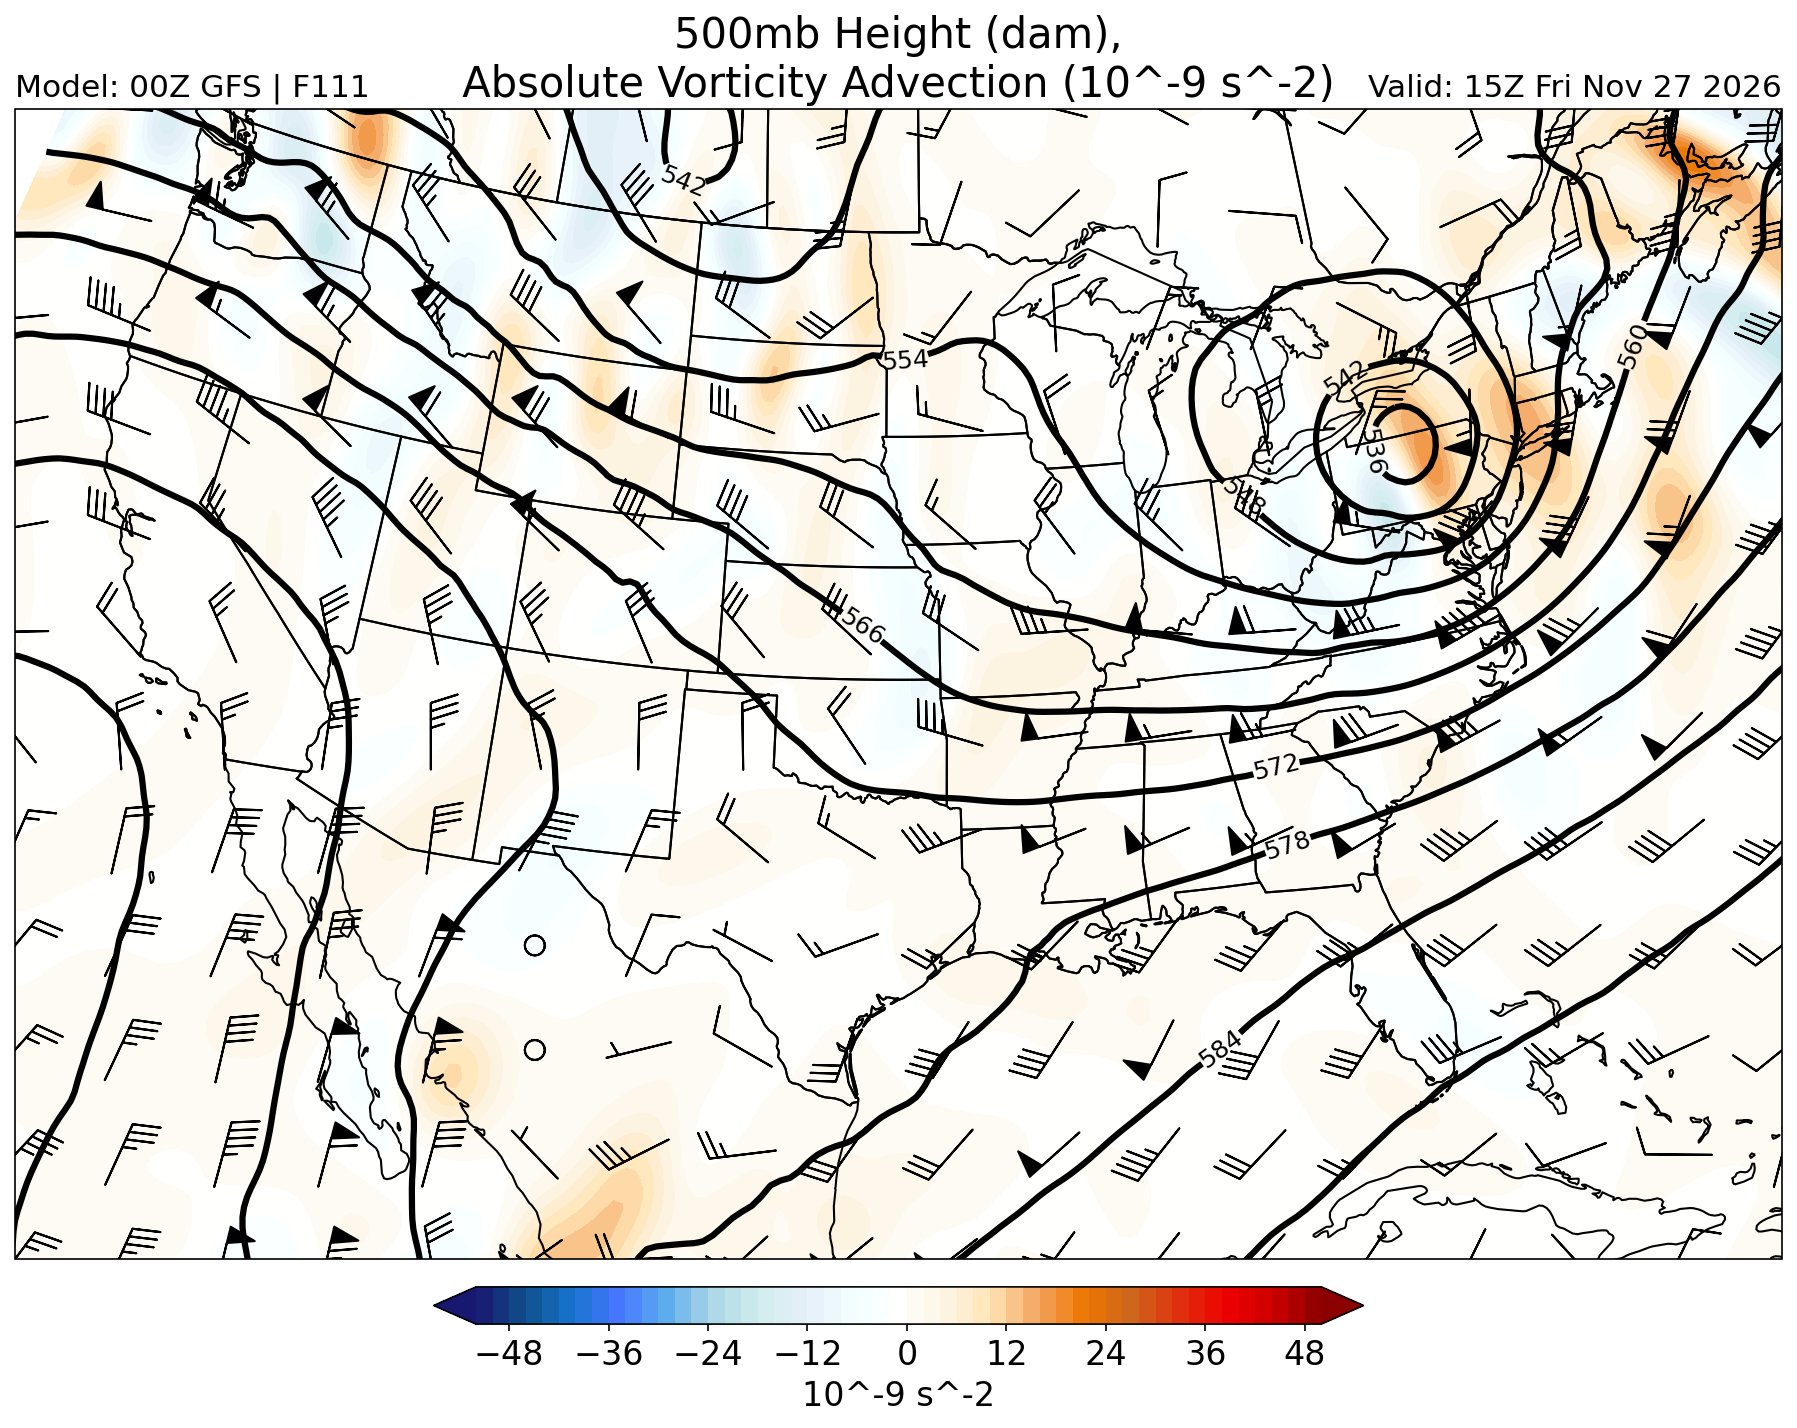 500mb Height (dam),
Model: 00Z GFS | F111
Absolute Vorticity Advection (10^-9 s^-2)
Valid: 15Z Fri Nov 27 2026
542
554
542
536
548
560
566
572
578
584
−48 −36 −24 −12 0 12 24 36 48
10^-9 s^-2